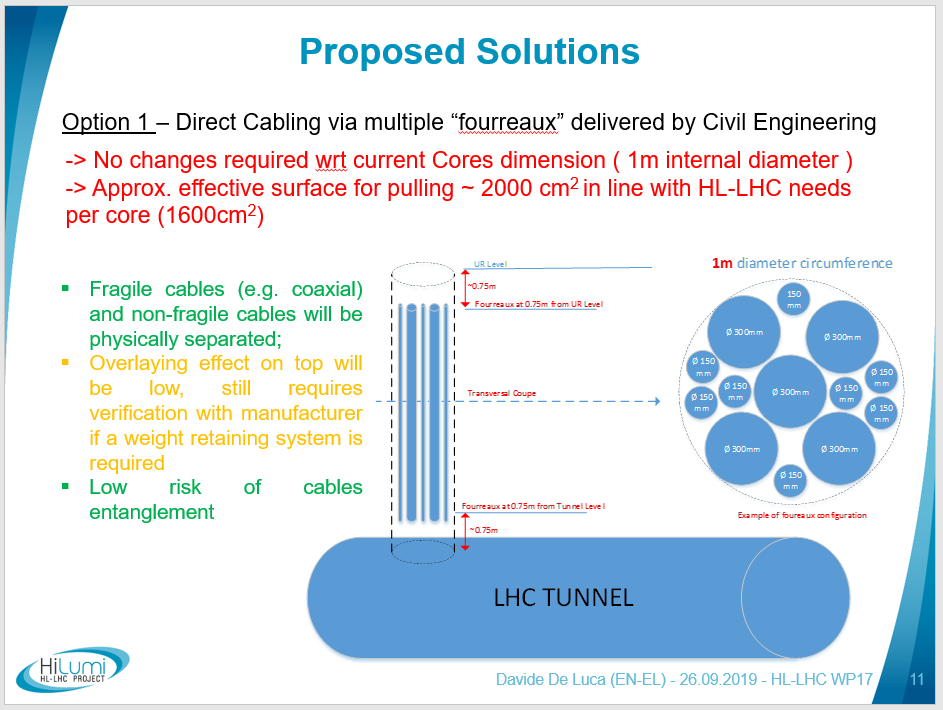 Proposed Solutions
Option 1 – Direct Cabling via multiple “fourreaux” delivered by Civil Engineering
-> No changes required wrt current Cores dimension ( 1m internal diameter )
-> Approx. effective surface for pulling ~ 2000 cm2 in line with HL-LHC needs
per core (1600cm2)
▪ Fragile cables (e.g. coaxial)
and non-fragile cables will be
physically separated;
▪ Overlaying effect on top will
be low, still requires
verification with manufacturer
if a weight retaining system is
required
▪ Low risk of cables
entanglement
UR Level
~0.75m
Fourreaux at 0.75m from UR Level
Transversal Coupe
Fourreaux at 0.75m from Tunnel Level
~0.75m
LHC TUNNEL
1m diameter circumference
150
mm
Ø 300mm
Ø 300mm
Ø 150
mm
Ø 150
mm
Ø 150
mm
Ø 300mm
Ø 150
mm
Ø 150
mm
Ø 150
mm
Ø 300mm
Ø 300mm
Ø 150
mm
Example of foureaux configuration
HiLumi
HL-LHC PROJECT
Davide De Luca (EN-EL) - 26.09.2019 - HL-LHC WP17
11